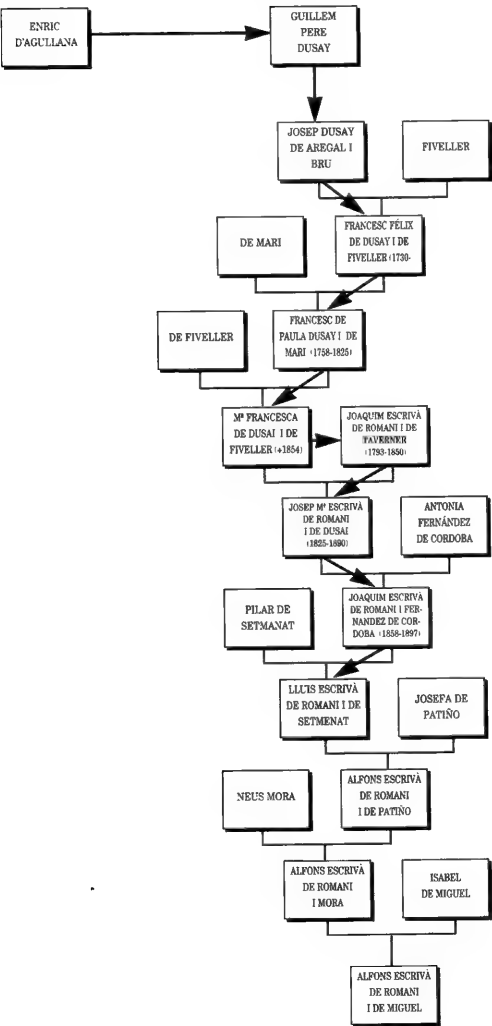 ENRIC
D'AGULLANA
GUILLEM
PERE
DUSAY
JOSEP DUSAY
DE AREGAL I
BRU
FIVELLER
DE MARI
FRANCESC FÉLIX
DE DUSAY I DE
FIVELLER (1730-
DE FIVELLER
FRANCESC DE
PAULA DUSAY I DE
MARI (1758-1825)
Mª FRANCESCA
DE DUSAI I DE
FIVELLER (+1854)
JOAQUIM ESCRIVÀ
DE ROMANI I DE
TAVERNER
(1793-1850)
JOSEP Mª ESCRIVÀ
DE ROMANI
I DE DUSAI
(1825-1890)
ANTONIA
FERNÁNDEZ
DE CORDOBA
PILAR DE
SETMANAT
JOAQUIM ESCRIVÀ
DE ROMANI I FER-
NANDEZ DE COR-
DOBA (1858-1897)
LLUIS ESCRIVÀ
DE ROMANI I DE
SETMENAT
JOSEFA DE
PATIÑO
NEUS MORA
ALFONS ESCRIVÀ
DE ROMANI
I DE PATIÑO
ALFONS ESCRIVÀ
DE ROMANI
I MORA
ISABEL
DE MIGUEL
ALFONS ESCRIVÀ
DE ROMANI
I DE MIGUEL